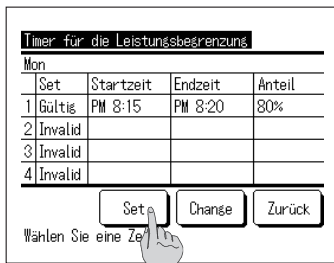 Timer für die Leistungsbegrenzung
Mon
Set Startzeit Endzeit Anteil
1 Gültig PM 8:15 PM 8:20 80%
2 Invalid
3 Invalid
4 Invalid
Set Change Zurück
Wählen Sie eine